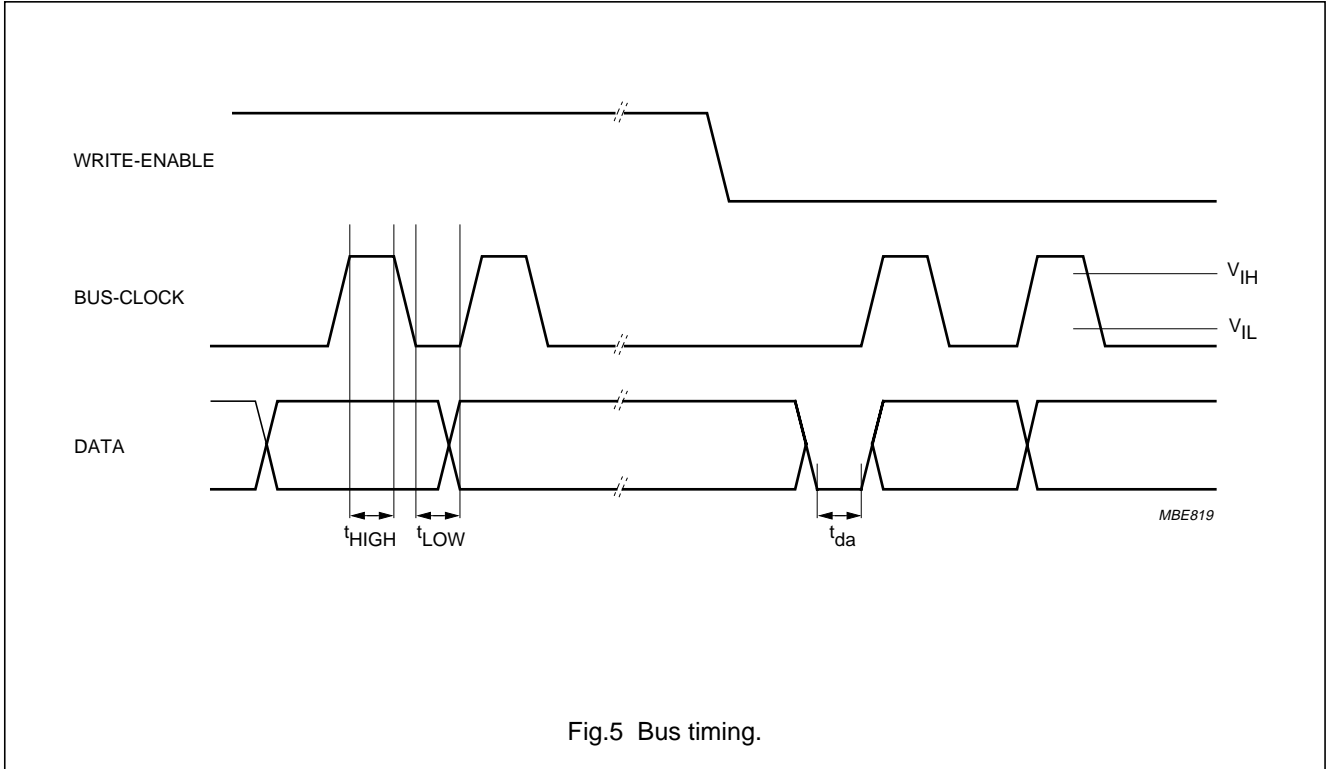 WRITE-ENABLE
BUS-CLOCK
VIH
VIL
DATA
MBE819
tHIGH
tLOW
tda
Fig.5 Bus timing.